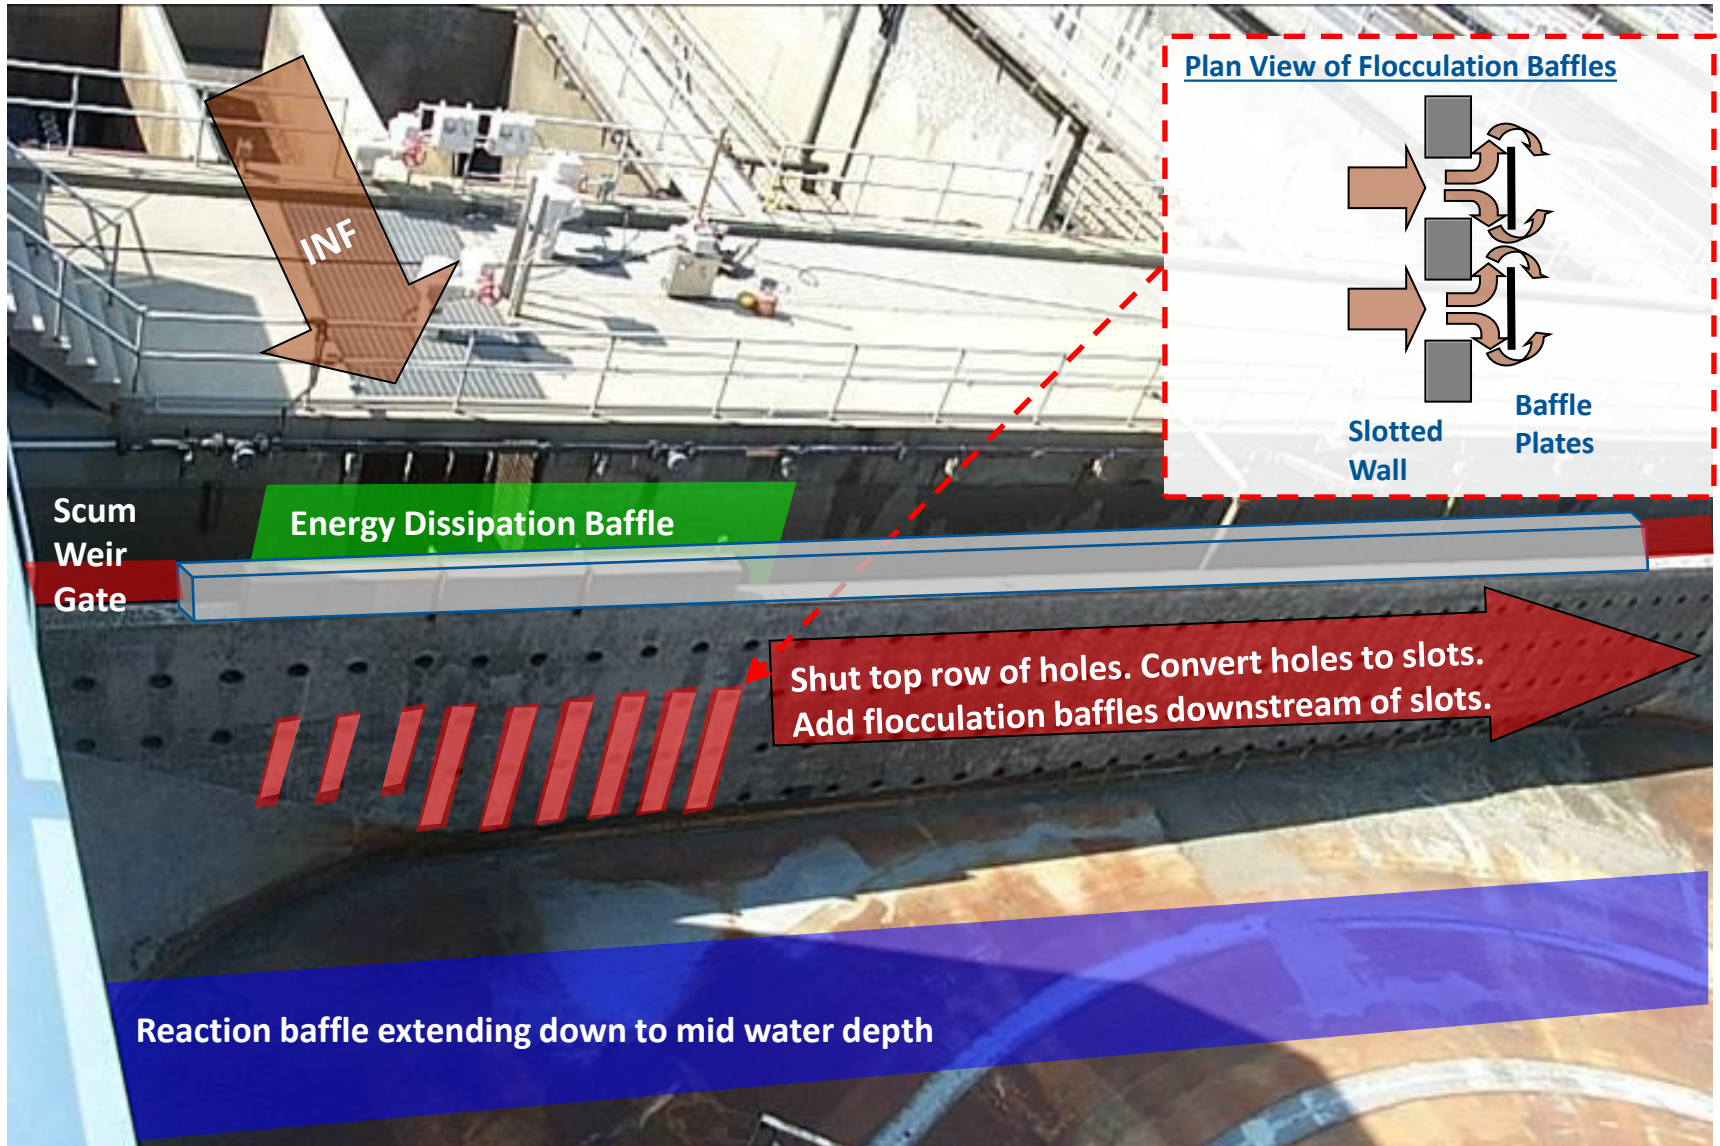 Plan View of Flocculation Baffles
INF
Baffle
Plates
Slotted
Wall
Scum
Weir
Gate
Energy Dissipation Baffle
Shut top row of holes. Convert holes to slots.
Add flocculation baffles downstream of slots.
Reaction baffle extending down to mid water depth